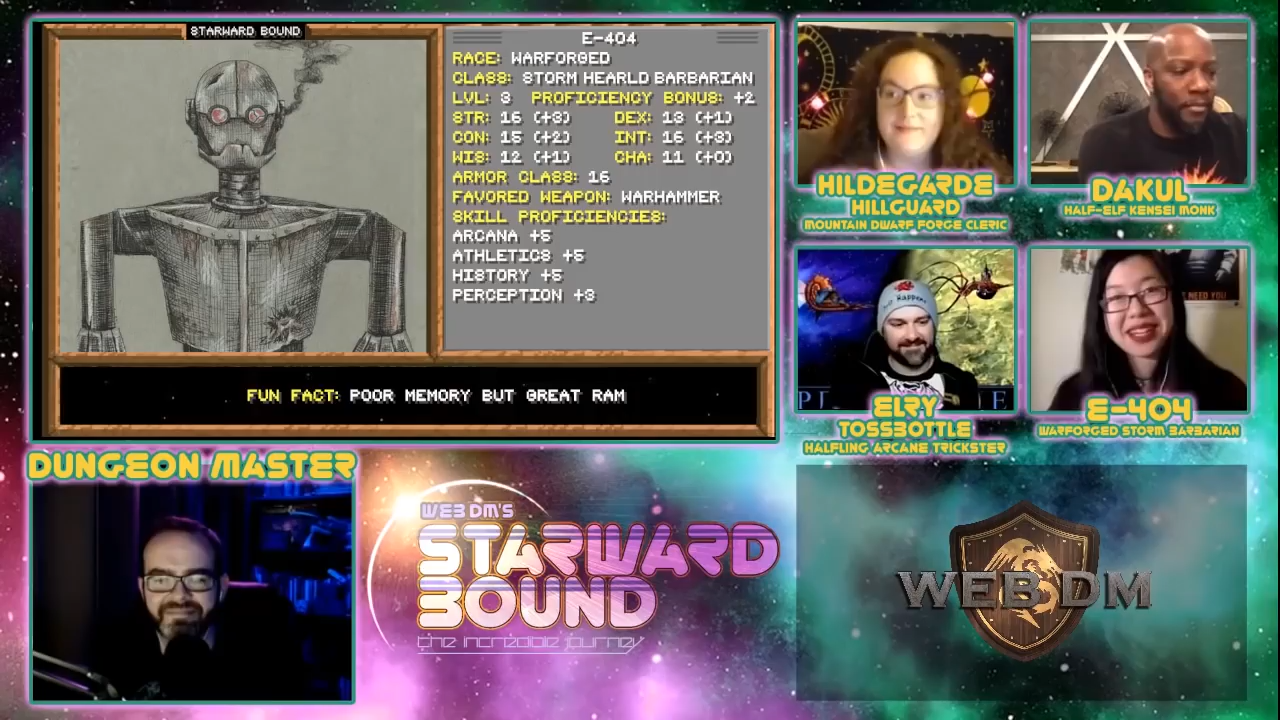 STARWARD BOUND
E-404
RACE: WARFORGED
CLASS: STORM HEARLD BARBARIAN
LVL: 3 PROFICIENCY BONUS: +2
STR: 16 (+3) DEX: 13 (+1)
CON: 15 (+2) INT: 16 (+3)
WIS: 12 (+1) CHA: 11 (+0)
ARMOR CLASS: 16
FAVORED WEAPON: WARHAMMER
SKILL PROFICIENCIES:
ARCANA +5
ATHLETICS +5
HISTORY +5
PERCEPTION +3
FUN FACT: POOR MEMORY BUT GREAT RAM
HILDEGARDE
HILLGUARD
MOUNTAIN DWARF FORGE CLERIC
DAKUL
HALF-ELF KENSEI MONK
Happens
ELRY
TOSSBOTTLE
HALFLING ARCANE TRICKSTER
NEED YOU
E-404
WARFORGED STORM BARBARIAN
DUNGEON MASTER
WEB DM'S
STARWARD
BOUND
the incredible journey
WEB DM